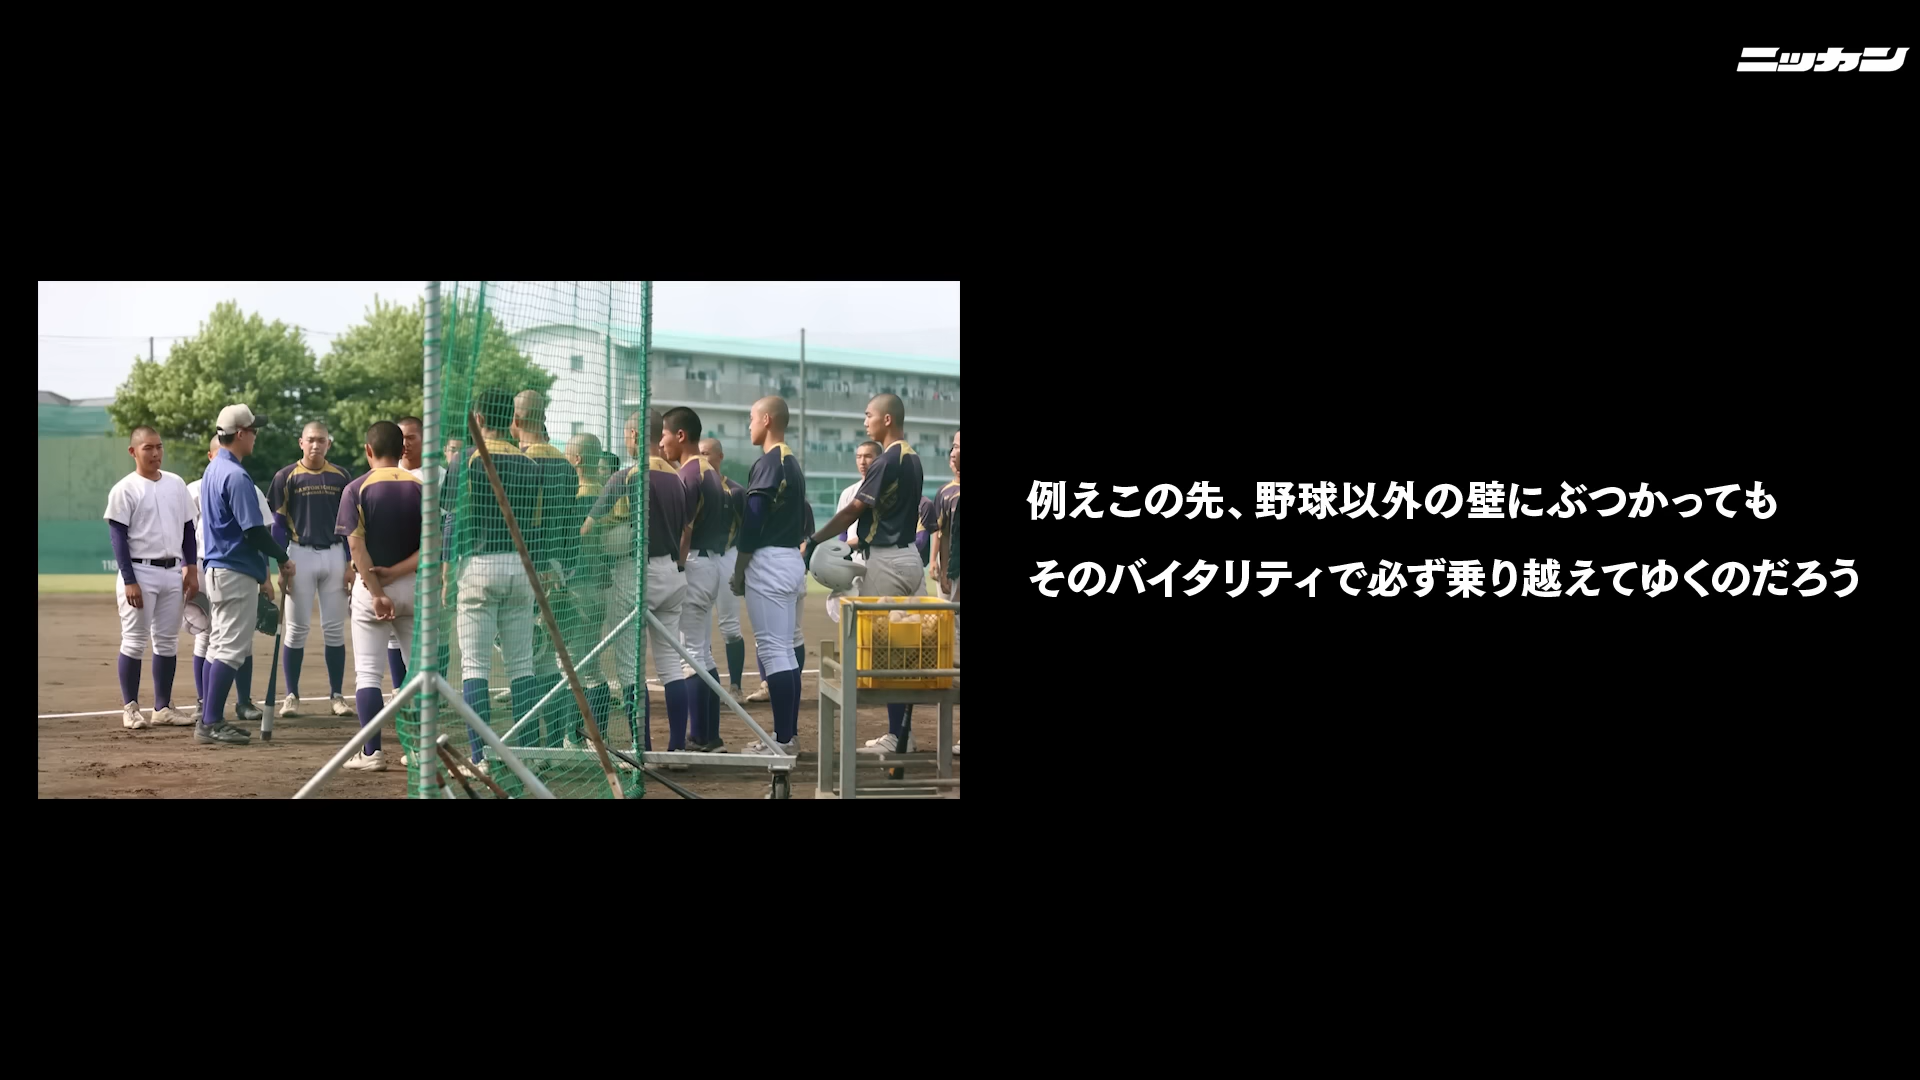 ニッカン
例えこの先、野球以外の壁にぶつかっても
そのバイタリティで必ず乗り越えてゆくのだろう